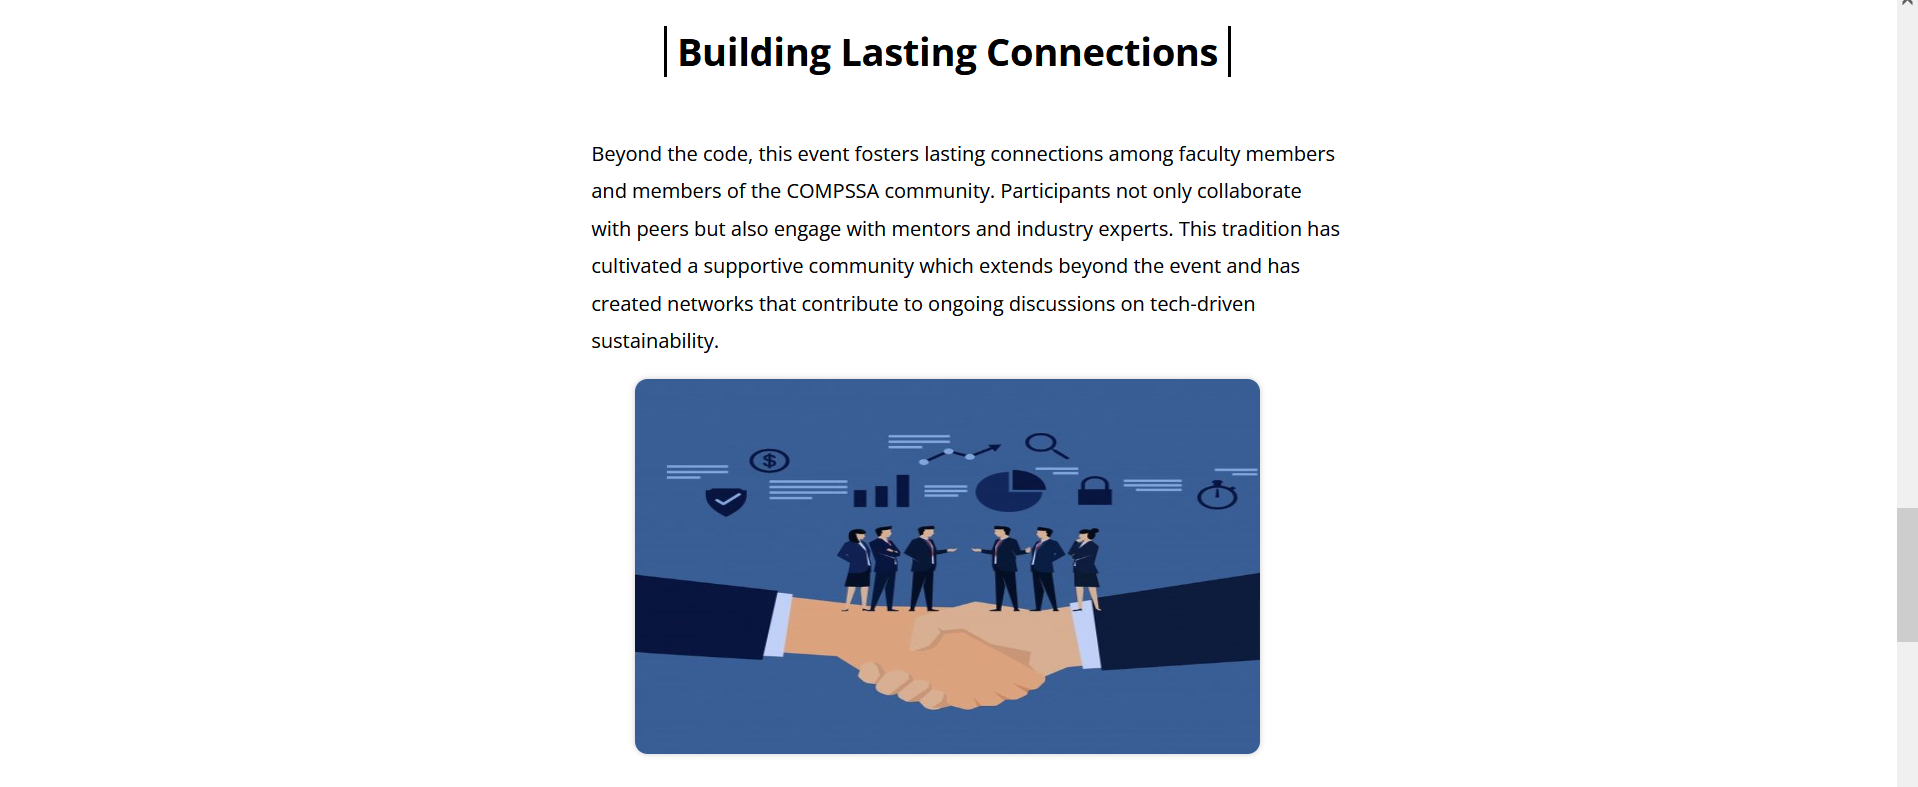 Building Lasting Connections
Beyond the code, this event fosters lasting connections among faculty members
and members of the COMPSSA community. Participants not only collaborate
with peers but also engage with mentors and industry experts. This tradition has
cultivated a supportive community which extends beyond the event and has
created networks that contribute to ongoing discussions on tech-driven
sustainability.
$